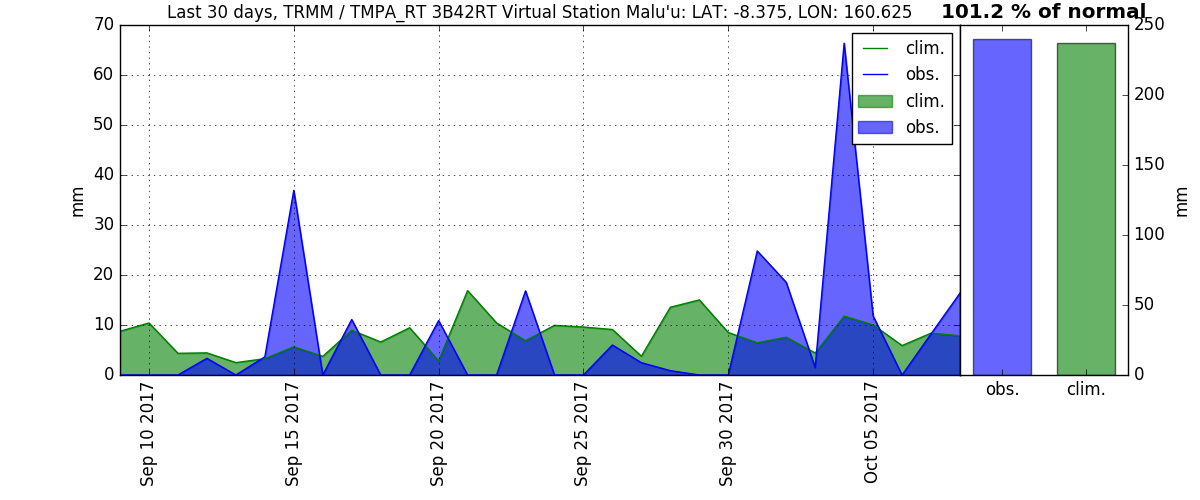 Last 30 days, TRMM / TMPA_RT 3B42RT Virtual Station Malu'u: LAT: -8.375, LON: 160.625
101.2 % of normal
70
60
50
40
30
20
10
0
mm
clim.
obs.
clim.
obs.
250
200
150
100
50
0
mm
obs.
clim.
Sep 10 2017
Sep 15 2017
Sep 20 2017
Sep 25 2017
Sep 30 2017
Oct 05 2017